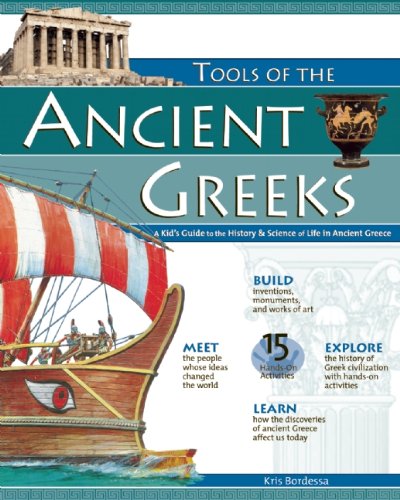 TOOLS OF THE
ANCIENT
GREEKS
A Kid's Guide to the History & Science of Life in Ancient Greece
BUILD
inventions,
monuments,
and works of art
MEET
the people
whose ideas
changed
the world
15
Hands-On
Activities
EXPLORE
the history of
Greek civilization
with hands-on
activities
LEARN
how the discoveries
of ancient Greece
affect us today
Kris Bordessa